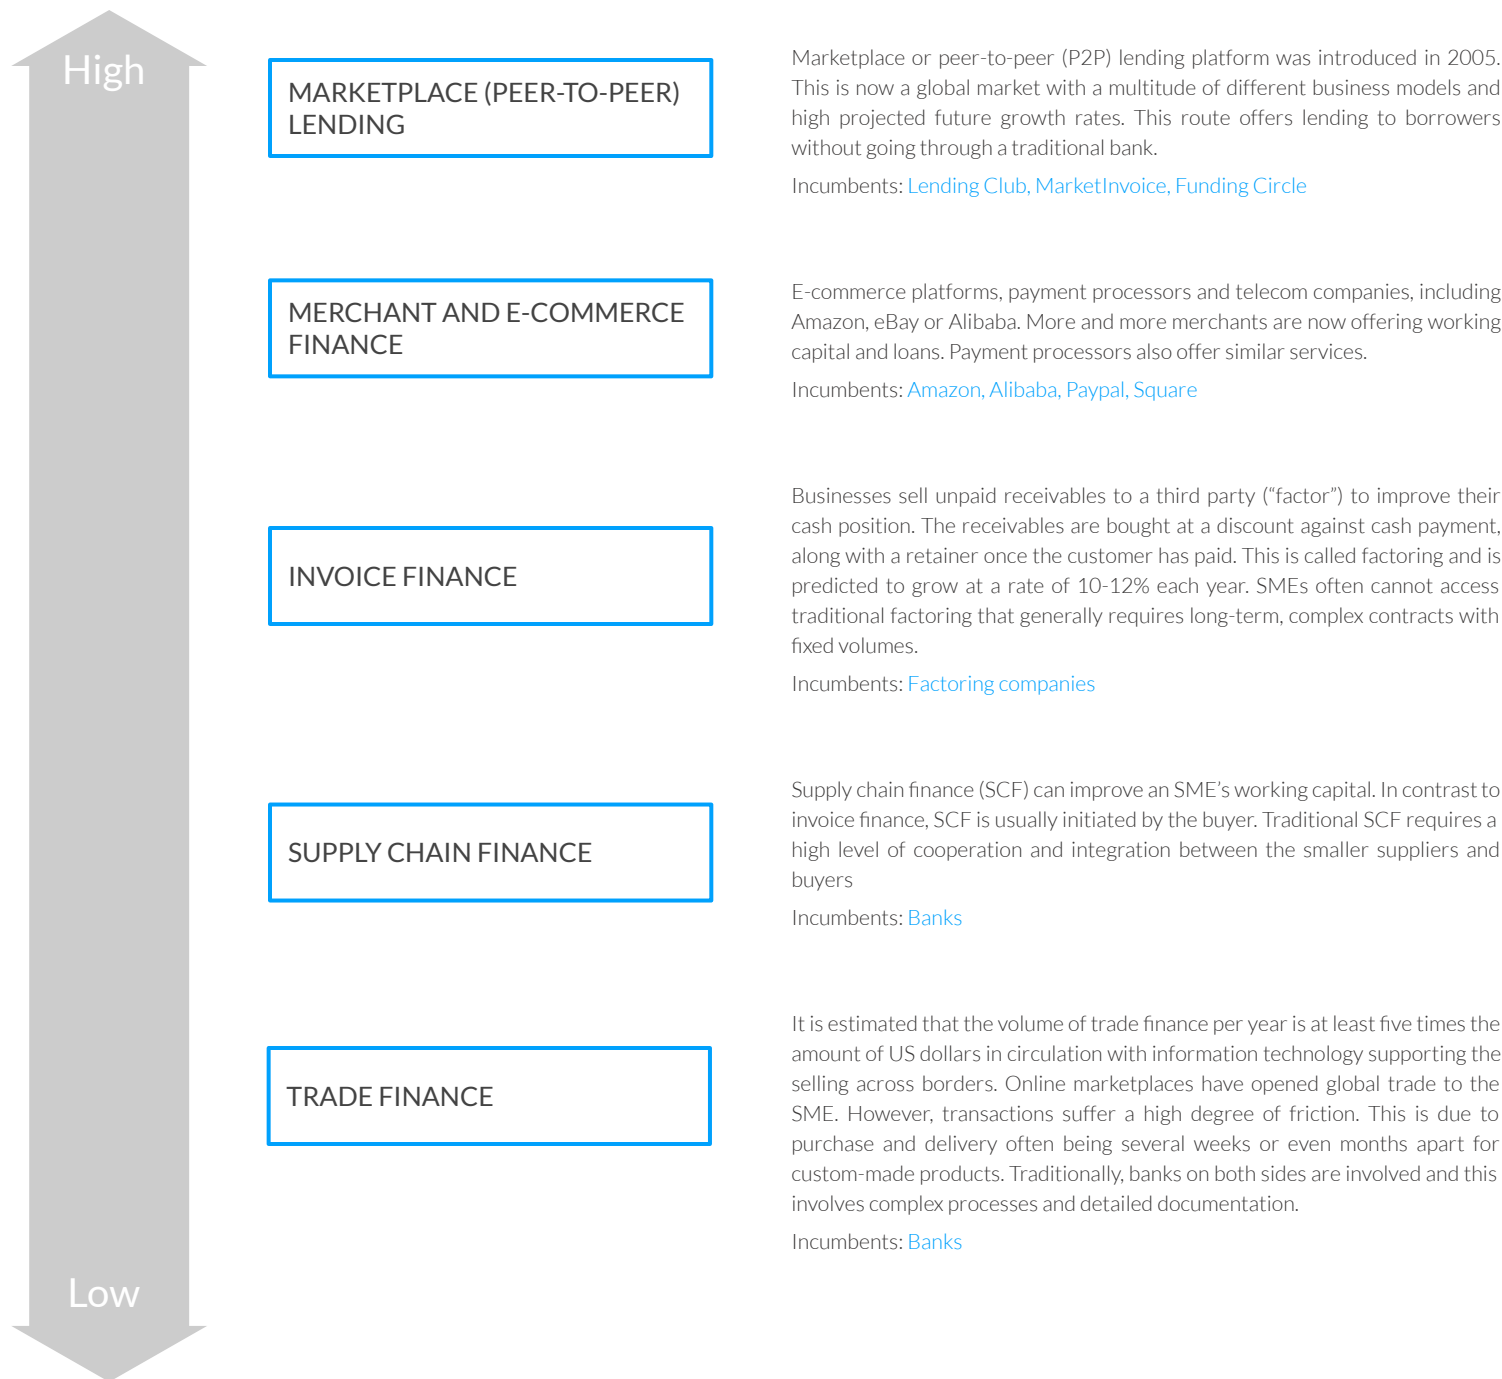 High
MARKETPLACE (PEER-TO-PEER)
LENDING
Marketplace or peer-to-peer (P2P) lending platform was introduced in 2005.
This is now a global market with a multitude of different business models and
high projected future growth rates. This route offers lending to borrowers
without going through a traditional bank.
Incumbents: Lending Club, MarketInvoice, Funding Circle
MERCHANT AND E-COMMERCE
FINANCE
E-commerce platforms, payment processors and telecom companies, including
Amazon, eBay or Alibaba. More and more merchants are now offering working
capital and loans. Payment processors also offer similar services.
Incumbents: Amazon, Alibaba, Paypal, Square
INVOICE FINANCE
Businesses sell unpaid receivables to a third party (“factor”) to improve their
cash position. The receivables are bought at a discount against cash payment,
along with a retainer once the customer has paid. This is called factoring and is
predicted to grow at a rate of 10-12% each year. SMEs often cannot access
traditional factoring that generally requires long-term, complex contracts with
fixed volumes.
Incumbents: Factoring companies
SUPPLY CHAIN FINANCE
Supply chain finance (SCF) can improve an SME’s working capital. In contrast to
invoice finance, SCF is usually initiated by the buyer. Traditional SCF requires a
high level of cooperation and integration between the smaller suppliers and
buyers
Incumbents: Banks
TRADE FINANCE
It is estimated that the volume of trade finance per year is at least five times the
amount of US dollars in circulation with information technology supporting the
selling across borders. Online marketplaces have opened global trade to the
SME. However, transactions suffer a high degree of friction. This is due to
purchase and delivery often being several weeks or even months apart for
custom-made products. Traditionally, banks on both sides are involved and this
involves complex processes and detailed documentation.
Incumbents: Banks
Low